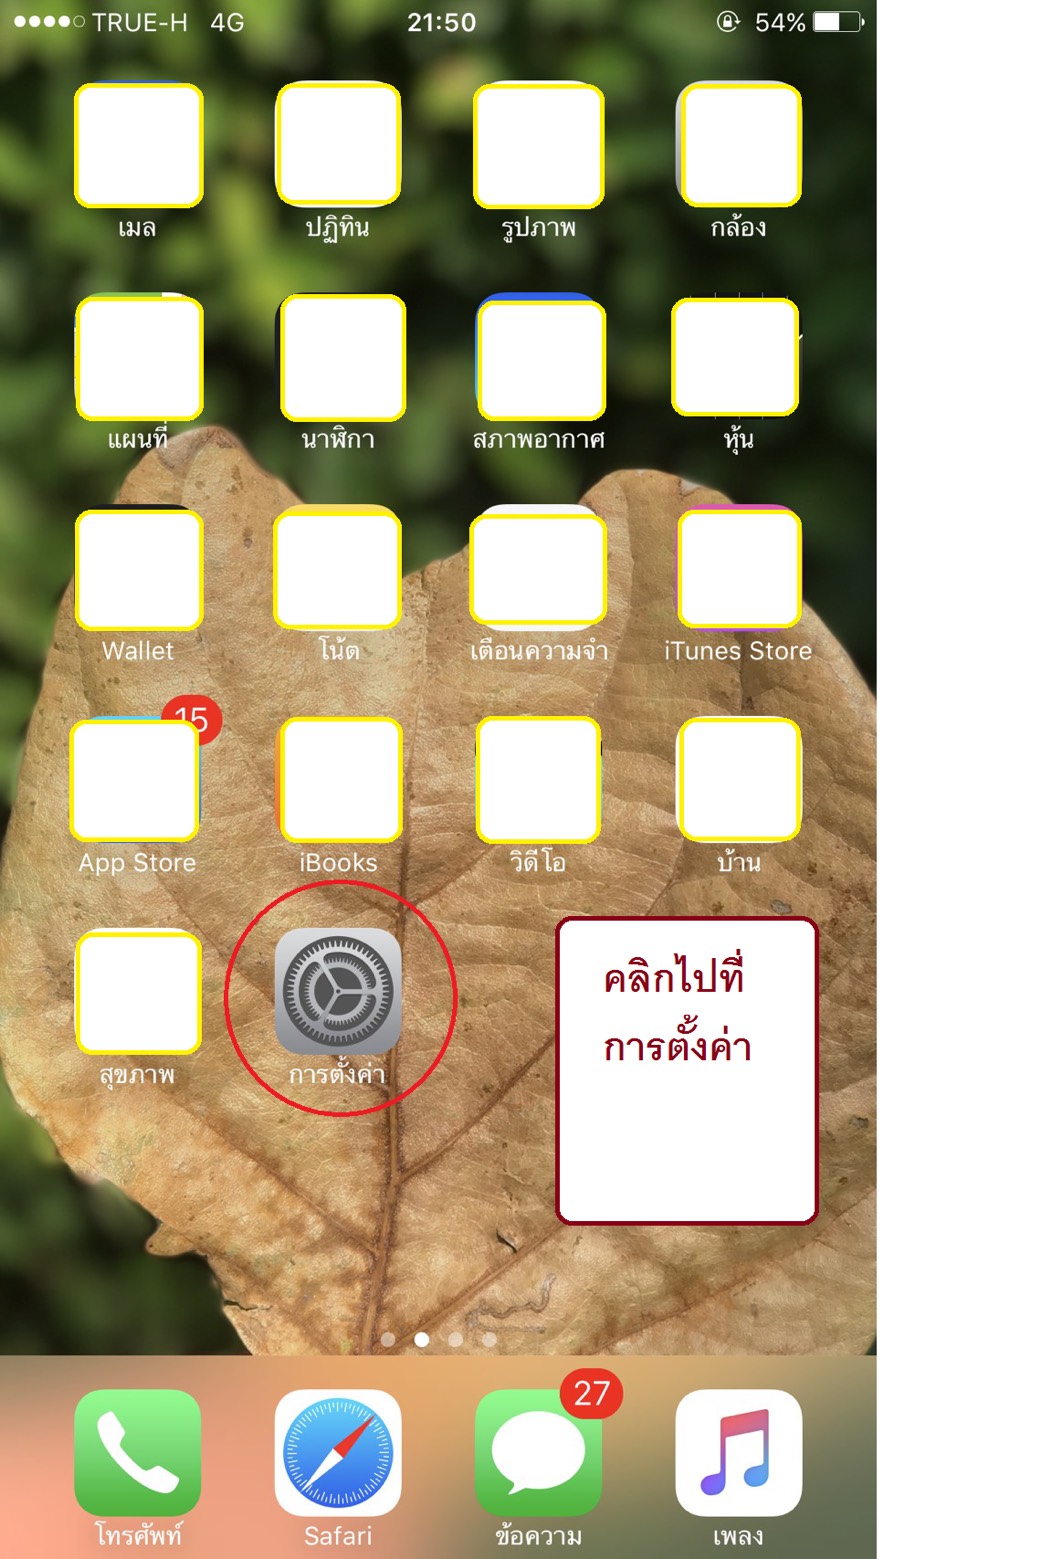 TRUE-H 4G 21:50 54%
เมล ปฏิทิน รูปภาพ กล้อง
แผนที่ นาฬิกา สภาพอากาศ หุ้น
Wallet โน้ต เตือนความจำ iTunes Store
15
App Store iBooks วิดีโอ บ้าน
คลิกไปที่
การตั้งค่า
สุขภาพ การตั้งค่า
27
โทรศัพท์ Safari ข้อความ เพลง